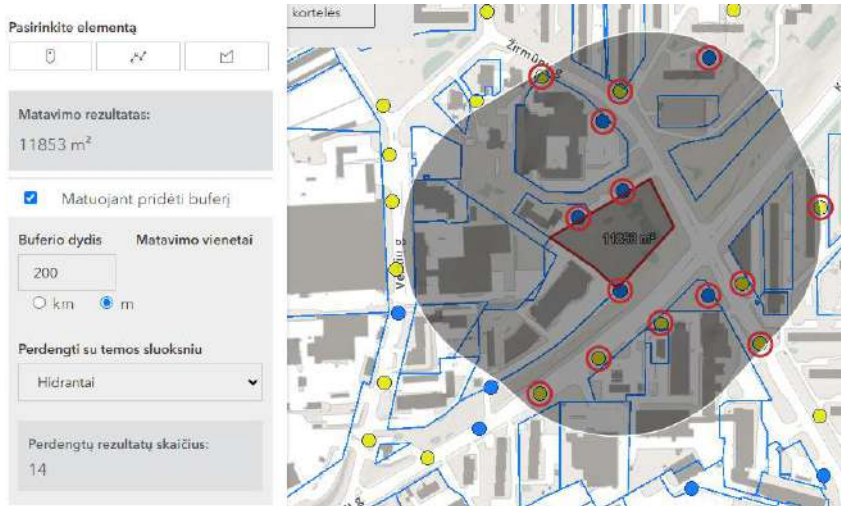 Pasirinkite elementą
Matavimo rezultatas:
11853 m²
Matuojant pridėti buferį
Buferio dydis
Matavimo vienetai
200
km
m
Perdengti su temos sluoksniu
Hidrantai
Perdengtų rezultatų skaičius:
14
kortelės
Žirmūnų g.
11853 m²